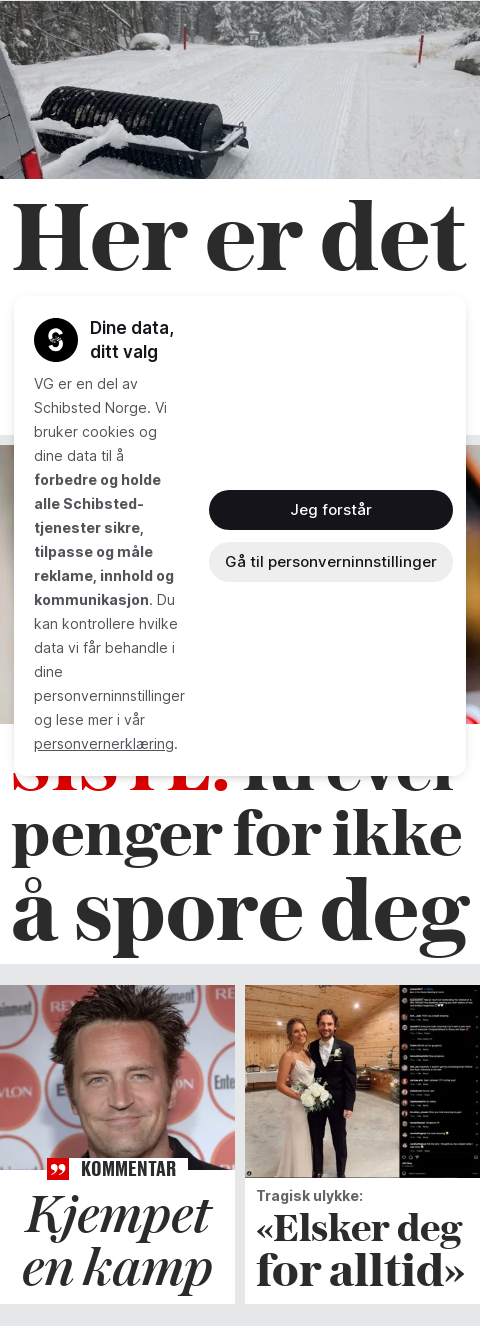 Her er det
Dine data,
ditt valg
VG er en del av
Schibsted Norge. Vi
bruker cookies og
dine data til å
forbedre og holde
alle Schibsted-
tjenester sikre,
tilpasse og måle
reklame, innhold og
kommunikasjon. Du
kan kontrollere hvilke
data vi får behandle i
dine
personverninnstillinger
og lese mer i vår
personvernerklæring.
Jeg forstår
Gå til personverninnstillinger
SISTE: Krever
penger for ikke
å spore deg
KOMMENTAR
Kjempet
en kamp
Tragisk ulykke:
«Elsker deg
for alltid»